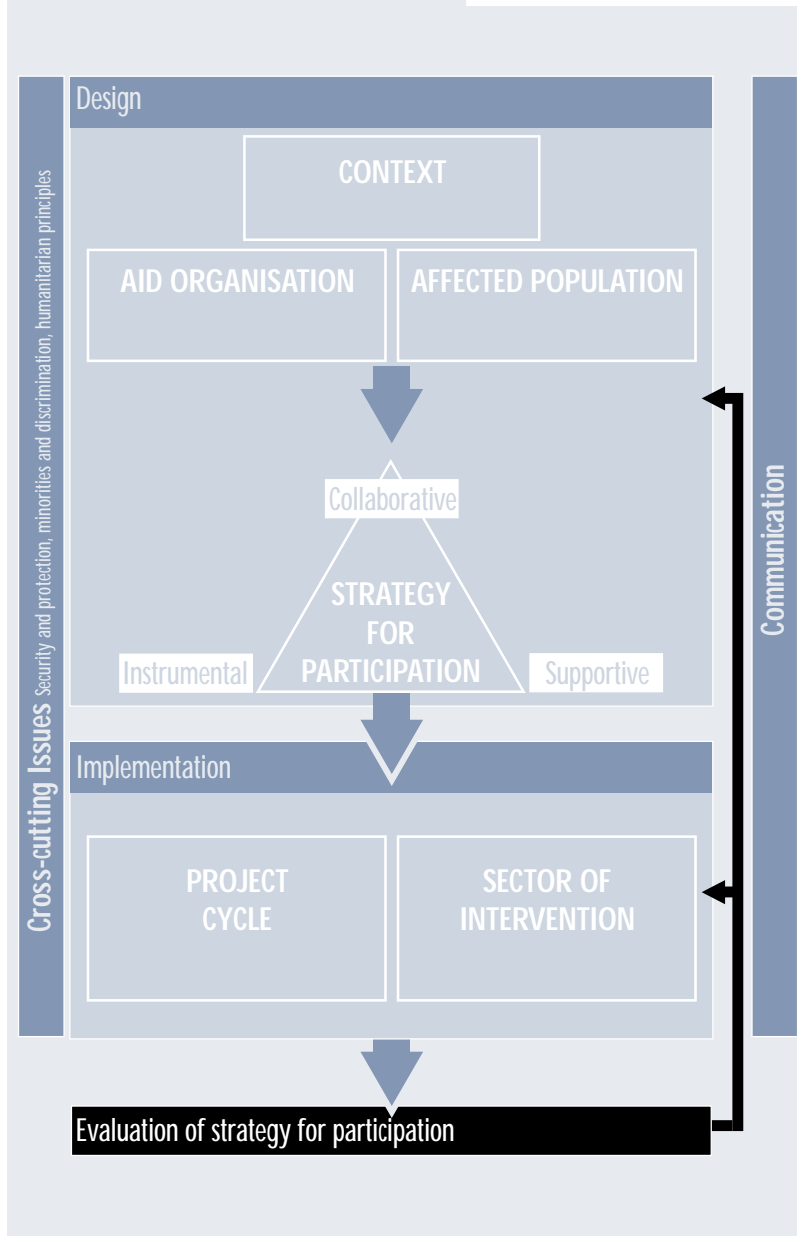 Design
CONTEXT
AID ORGANISATION
AFFECTED POPULATION
Collaborative
STRATEGY
FOR
PARTICIPATION
Instrumental
Supportive
Implementation
PROJECT
CYCLE
SECTOR OF
INTERVENTION
Evaluation of strategy for participation
Cross-cutting Issues Security and protection, minorities and discrimination, humanitarian principles
Communication